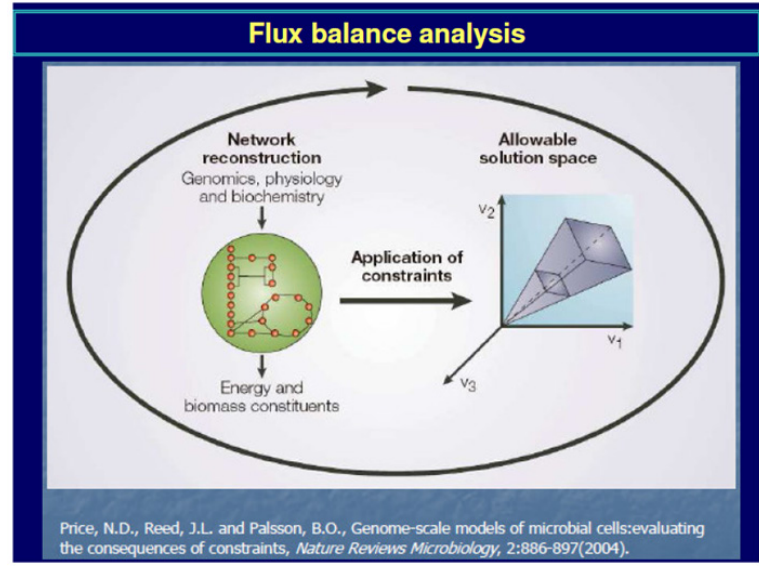 Flux balance analysis
Network
reconstruction
Genomics, physiology
and biochemistry
Energy and
biomass constituents
Application of
constraints
Allowable
solution space
v2
v1
v3
Price, N.D., Reed, J.L. and Palsson, B.O., Genome-scale models of microbial cells:evaluating
the consequences of constraints, Nature Reviews Microbiology, 2:886-897(2004).